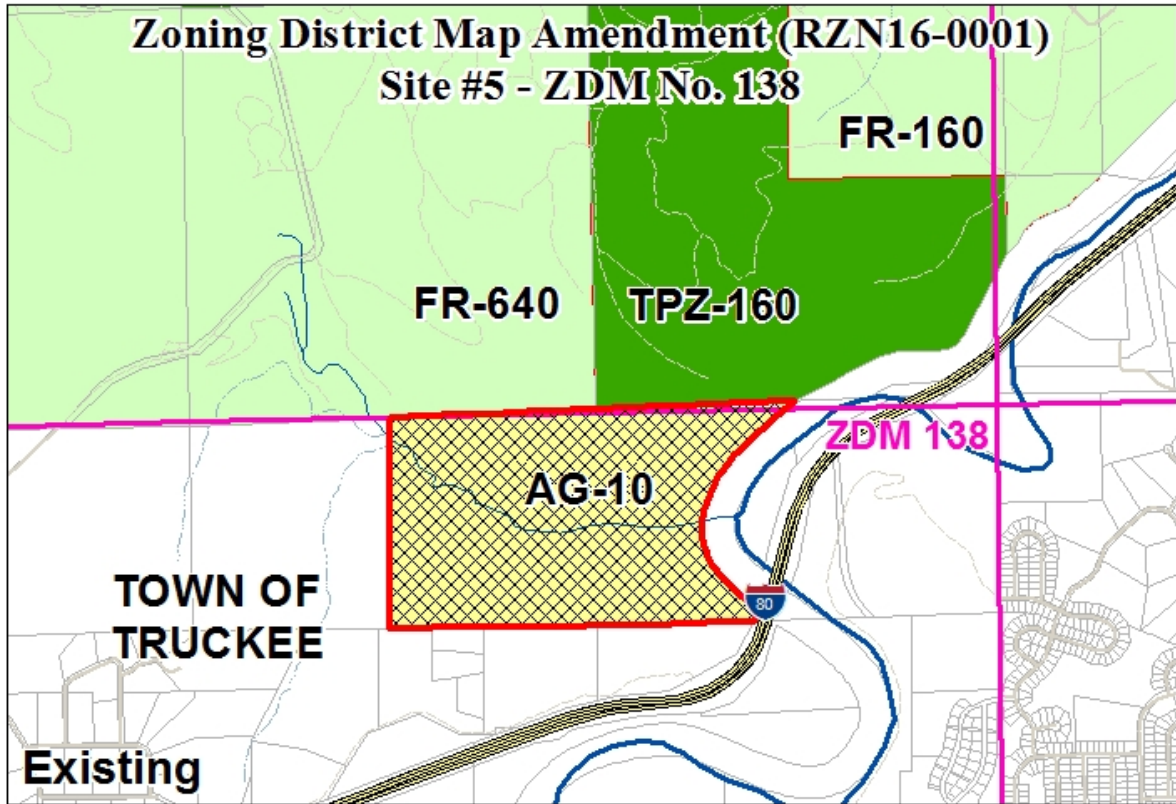 Zoning District Map Amendment (RZN16-0001)
Site #5 - ZDM No. 138
FR-160
FR-640
TPZ-160
ZDM 138
AG-10
TOWN OF
TRUCKEE
80
Existing